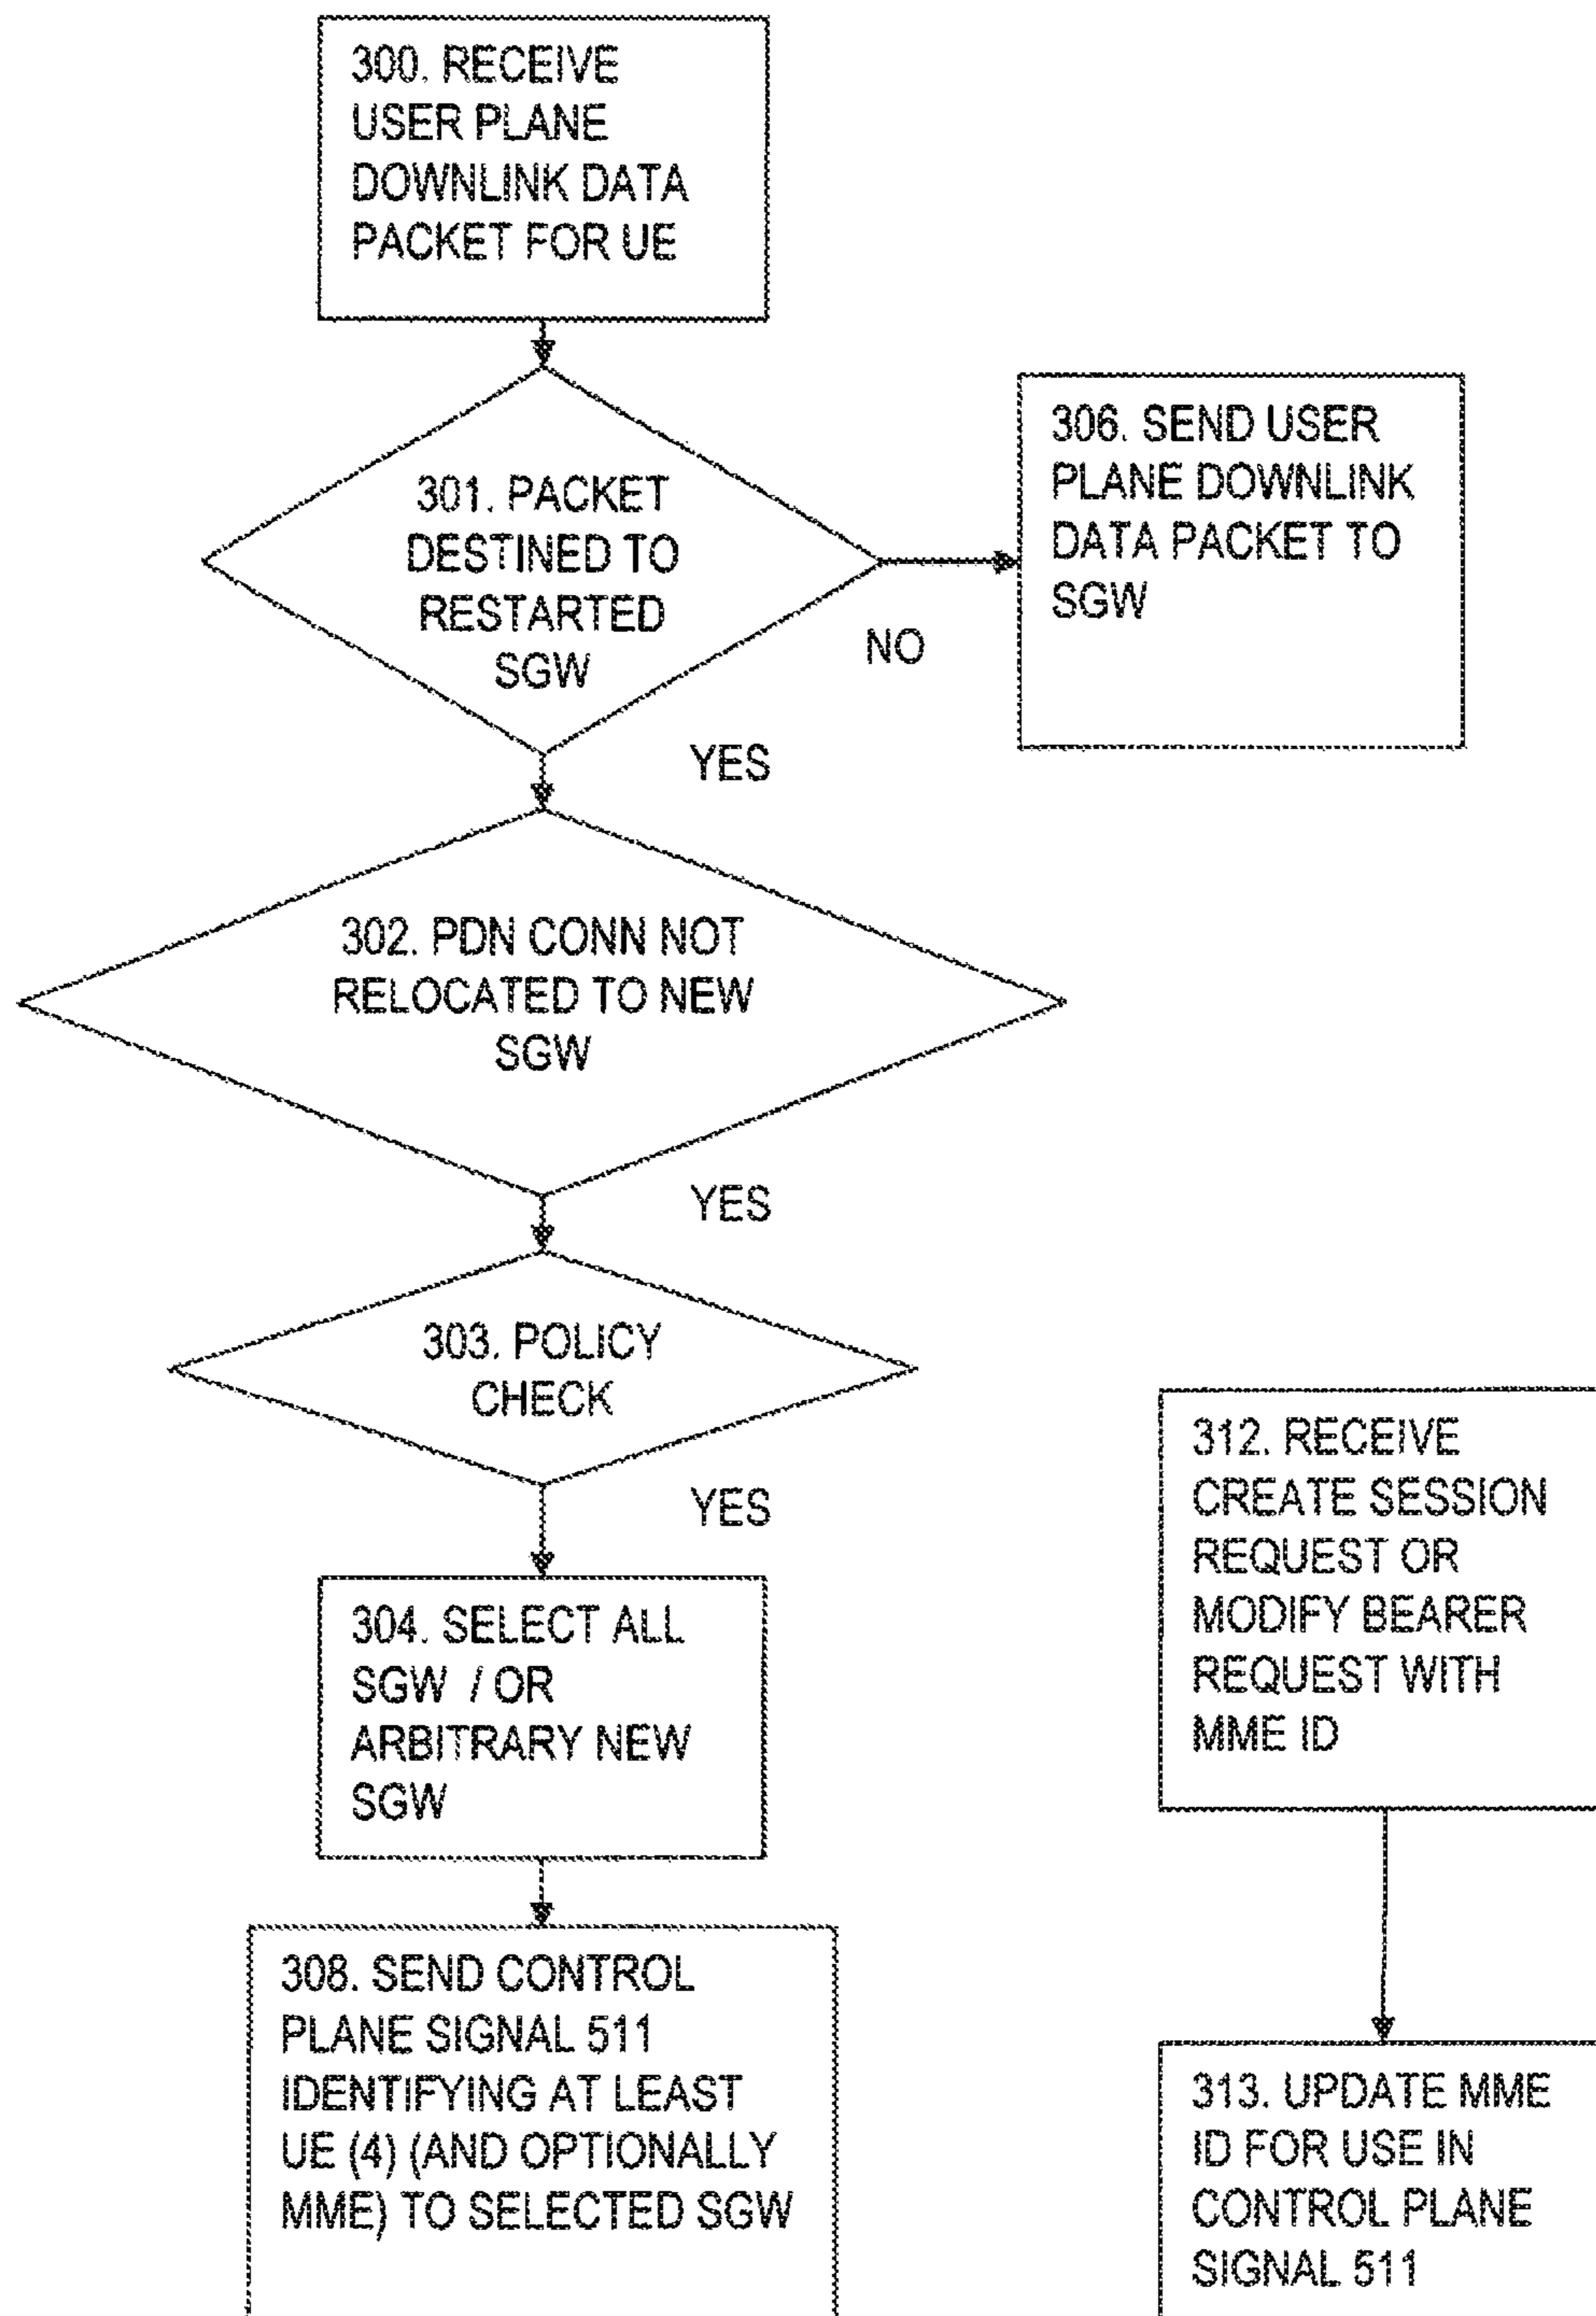 300. RECEIVE
USER PLANE
DOWNLINK DATA
PACKET FOR UE
301. PACKET
DESTINED TO
RESTARTED
SGW
NO
YES
306. SEND USER
PLANE DOWNLINK
DATA PACKET TO
SGW
302. PDN CONN NOT
RELOCATED TO NEW
SGW
YES
303. POLICY
CHECK
YES
304. SELECT ALL
SGW / OR
ARBITRARY NEW
SGW
308. SEND CONTROL
PLANE SIGNAL 511
IDENTIFYING AT LEAST
UE (4) (AND OPTIONALLY
MME) TO SELECTED SGW
312. RECEIVE
CREATE SESSION
REQUEST OR
MODIFY BEARER
REQUEST WITH
MME ID
313. UPDATE MME
ID FOR USE IN
CONTROL PLANE
SIGNAL 511